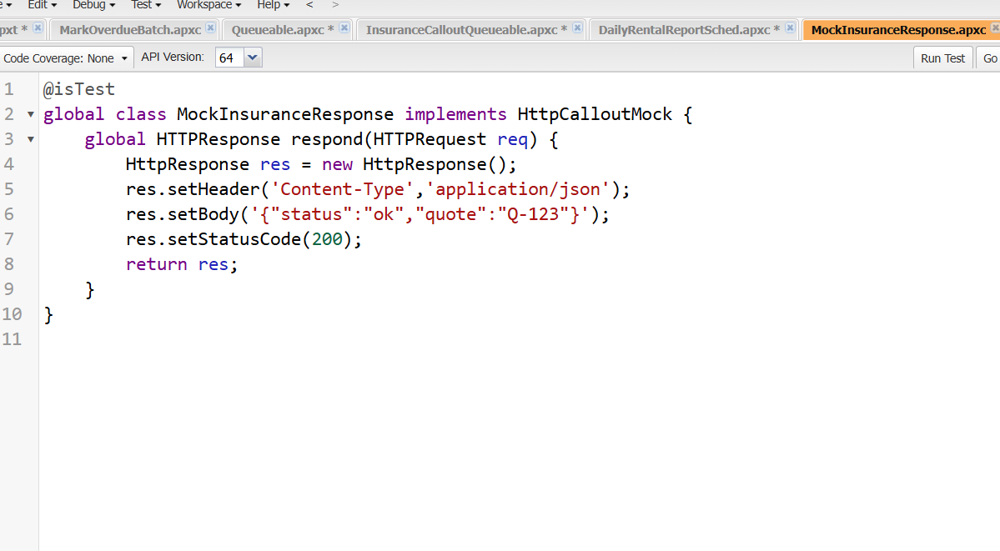 Edit Debug Test Workspace Help < >
pxt * MarkOverdueBatch.apxc Queueable.apxc * InsuranceCalloutQueueable.apxc * DailyRentalReportSched.apxc * MockInsuranceResponse.apxc
Code Coverage: None API Version: 64 Run Test Go
1 @isTest
2 global class MockInsuranceResponse implements HttpCalloutMock {
3 global HTTPResponse respond(HTTPRequest req) {
4 HttpResponse res = new HttpResponse();
5 res.setHeader('Content-Type','application/json');
6 res.setBody('{"status":"ok","quote":"Q-123"}');
7 res.setStatusCode(200);
8 return res;
9 }
10 }
11